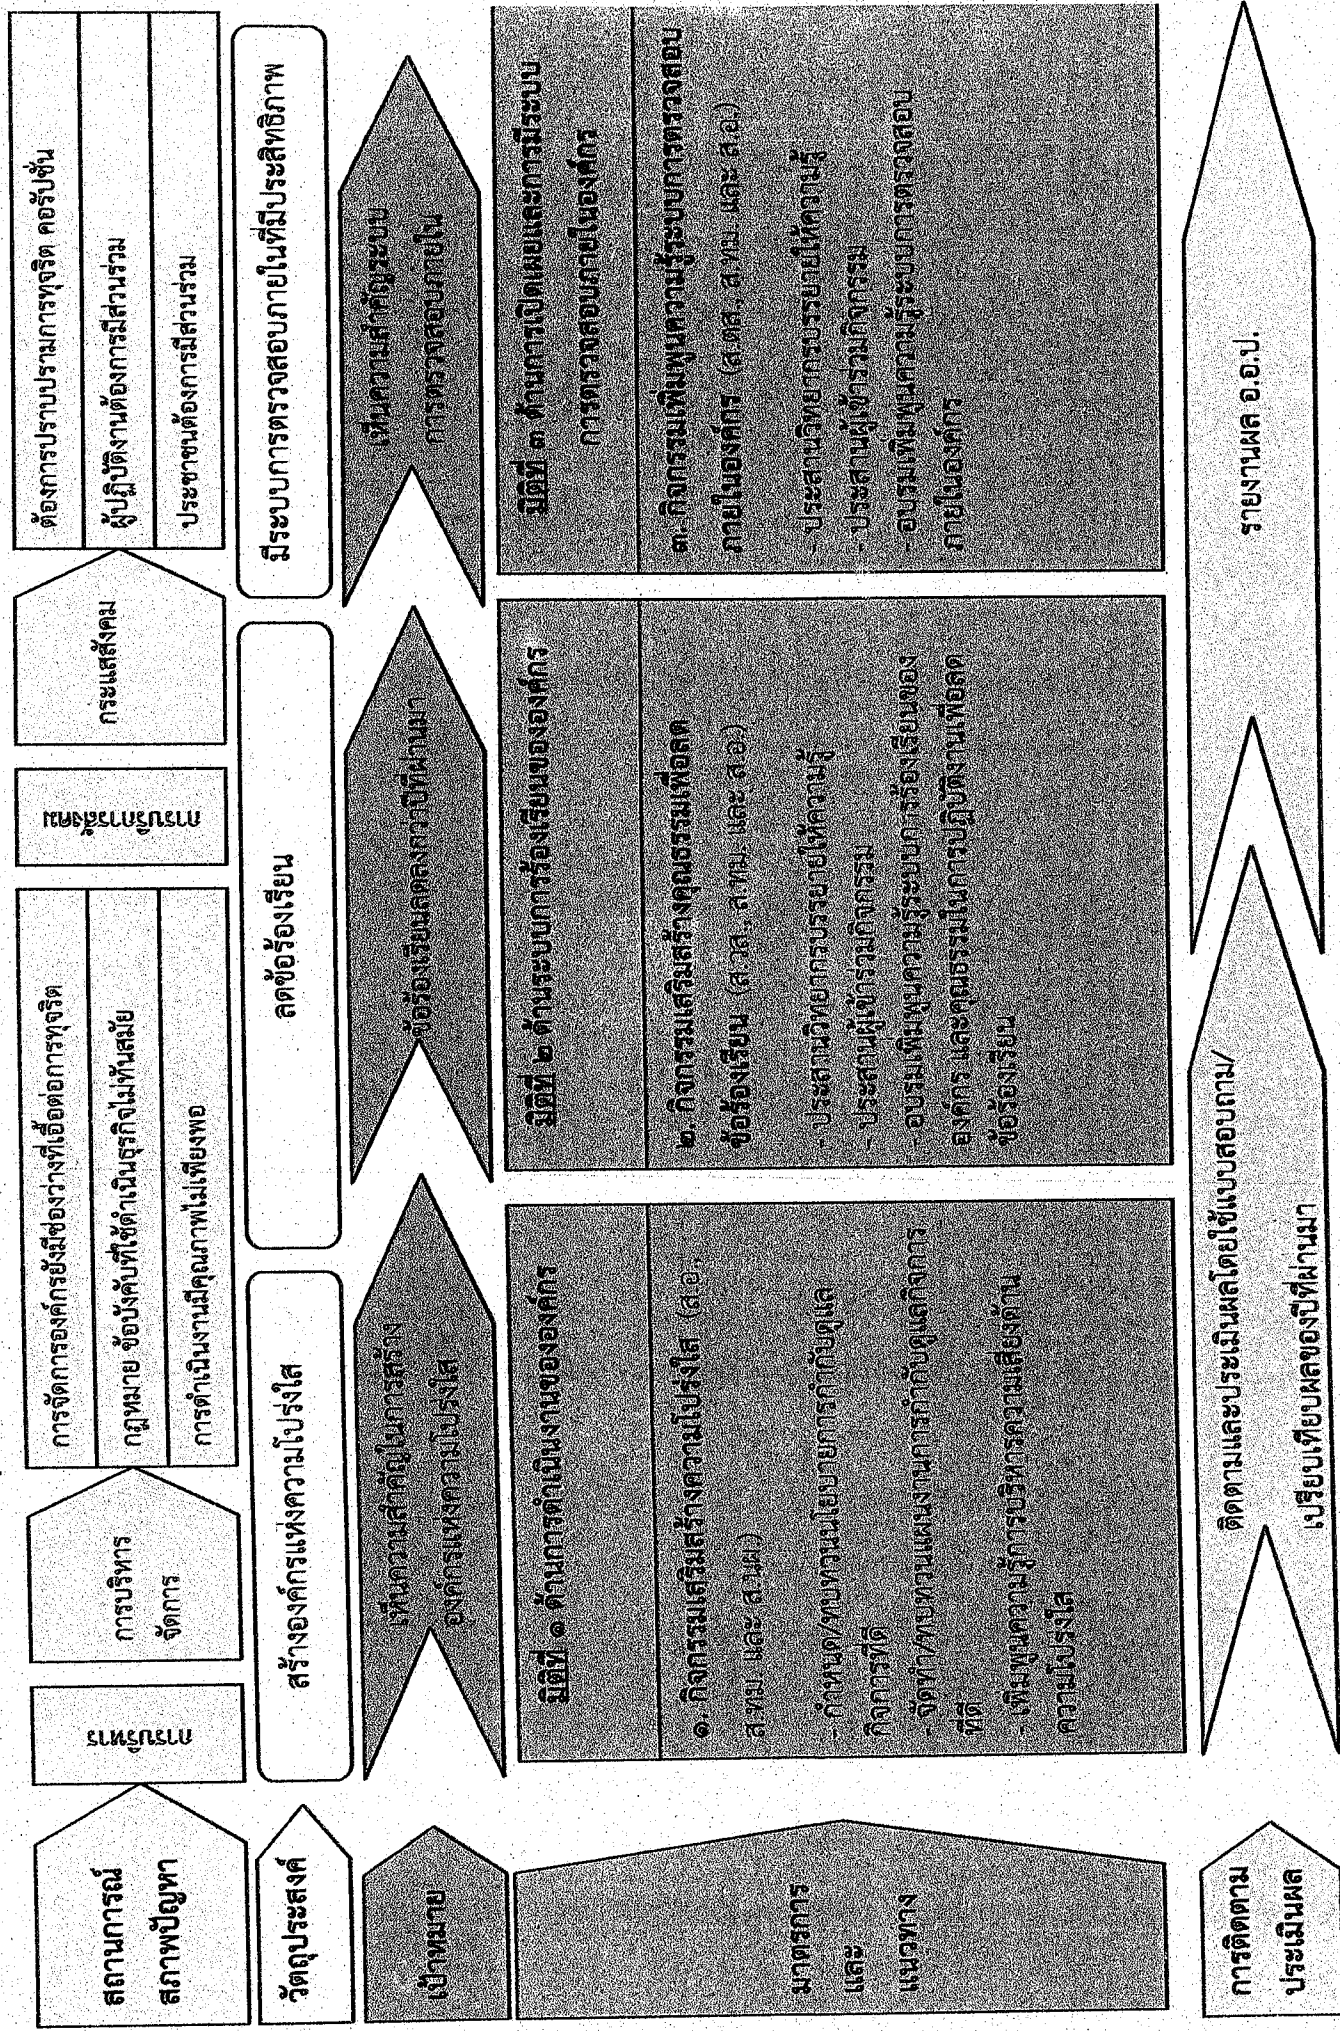 สถานการณ์
สภาพปัญหา
การบริหาร
การบริหาร
จัดการ
การจัดการองค์กรยังมีช่องว่างที่เอื้อต่อการทุจริต
กฎหมาย ข้อบังคับที่ใช้ดำเนินธุรกิจไม่ทันสมัย
การดำเนินงานมีคุณภาพไม่เพียงพอ
การบริการสังคม
กระแสสังคม
ต้องการปราบปรามการทุจริต คอรัปชั่น
ผู้ปฏิบัติงานต้องการมีส่วนร่วม
ประชาชนต้องการมีส่วนร่วม
วัตถุประสงค์
สร้างองค์กรแห่งความโปร่งใส
ลดข้อร้องเรียน
มีระบบการตรวจสอบภายในที่มีประสิทธิภาพ
เป้าหมาย
เห็นความสำคัญในการสร้าง
องค์กรแห่งความโปร่งใส
ข้อร้องเรียนลดลงกว่าปีที่ผ่านมา
เห็นความสำคัญระบบ
การตรวจสอบภายใน
มาตรการ
และ
แนวทาง
มิติที่ ๑ ด้านการดำเนินงานขององค์กร
๑. กิจกรรมเสริมสร้างความโปร่งใส (ส.อ.,
ส.ทม. และ ส.นผ.)
- กำหนด/ทบทวนนโยบายการกำกับดูแล
กิจการที่ดี
- จัดทำ/ทบทวนแผนงานการกำกับดูแลกิจการ
ที่ดี
- เพิ่มพูนความรู้การบริหารความเสี่ยงด้าน
ความโปร่งใส
มิติที่ ๒ ด้านระบบการร้องเรียนขององค์กร
๒. กิจกรรมเสริมสร้างคุณธรรมเพื่อลด
ข้อร้องเรียน (ส.วส., ส.ทม. และ ส.อ.)
ประสานวิทยากรบรรยายให้ความรู้
- ประสานผู้เข้าร่วมกิจกรรม
- อบรมเพิ่มพูนความรู้ระบบการร้องเรียนของ
องค์กร และคุณธรรมในการปฏิบัติงานเพื่อลด
ข้อร้องเรียน
มิติที่ ๓ ด้านการเปิดเผยและการมีระบบ
การตรวจสอบภายในองค์กร
๓. กิจกรรมเพิ่มพูนความรู้ระบบการตรวจสอบ
ภายในองค์กร (ส.ตส., ส.ทม. และ ส.อ.)
- ประสานวิทยากรบรรยายให้ความรู้
- ประสานผู้เข้าร่วมกิจกรรม
- อบรมเพิ่มพูนความรู้ระบบการตรวจสอบ
ภายในองค์กร
การติดตาม
ประเมินผล
ติดตามและประเมินผลโดยใช้แบบสอบถาม/
เปรียบเทียบผลของปีที่ผ่านมา
รายงานผล อ.อ.ป.